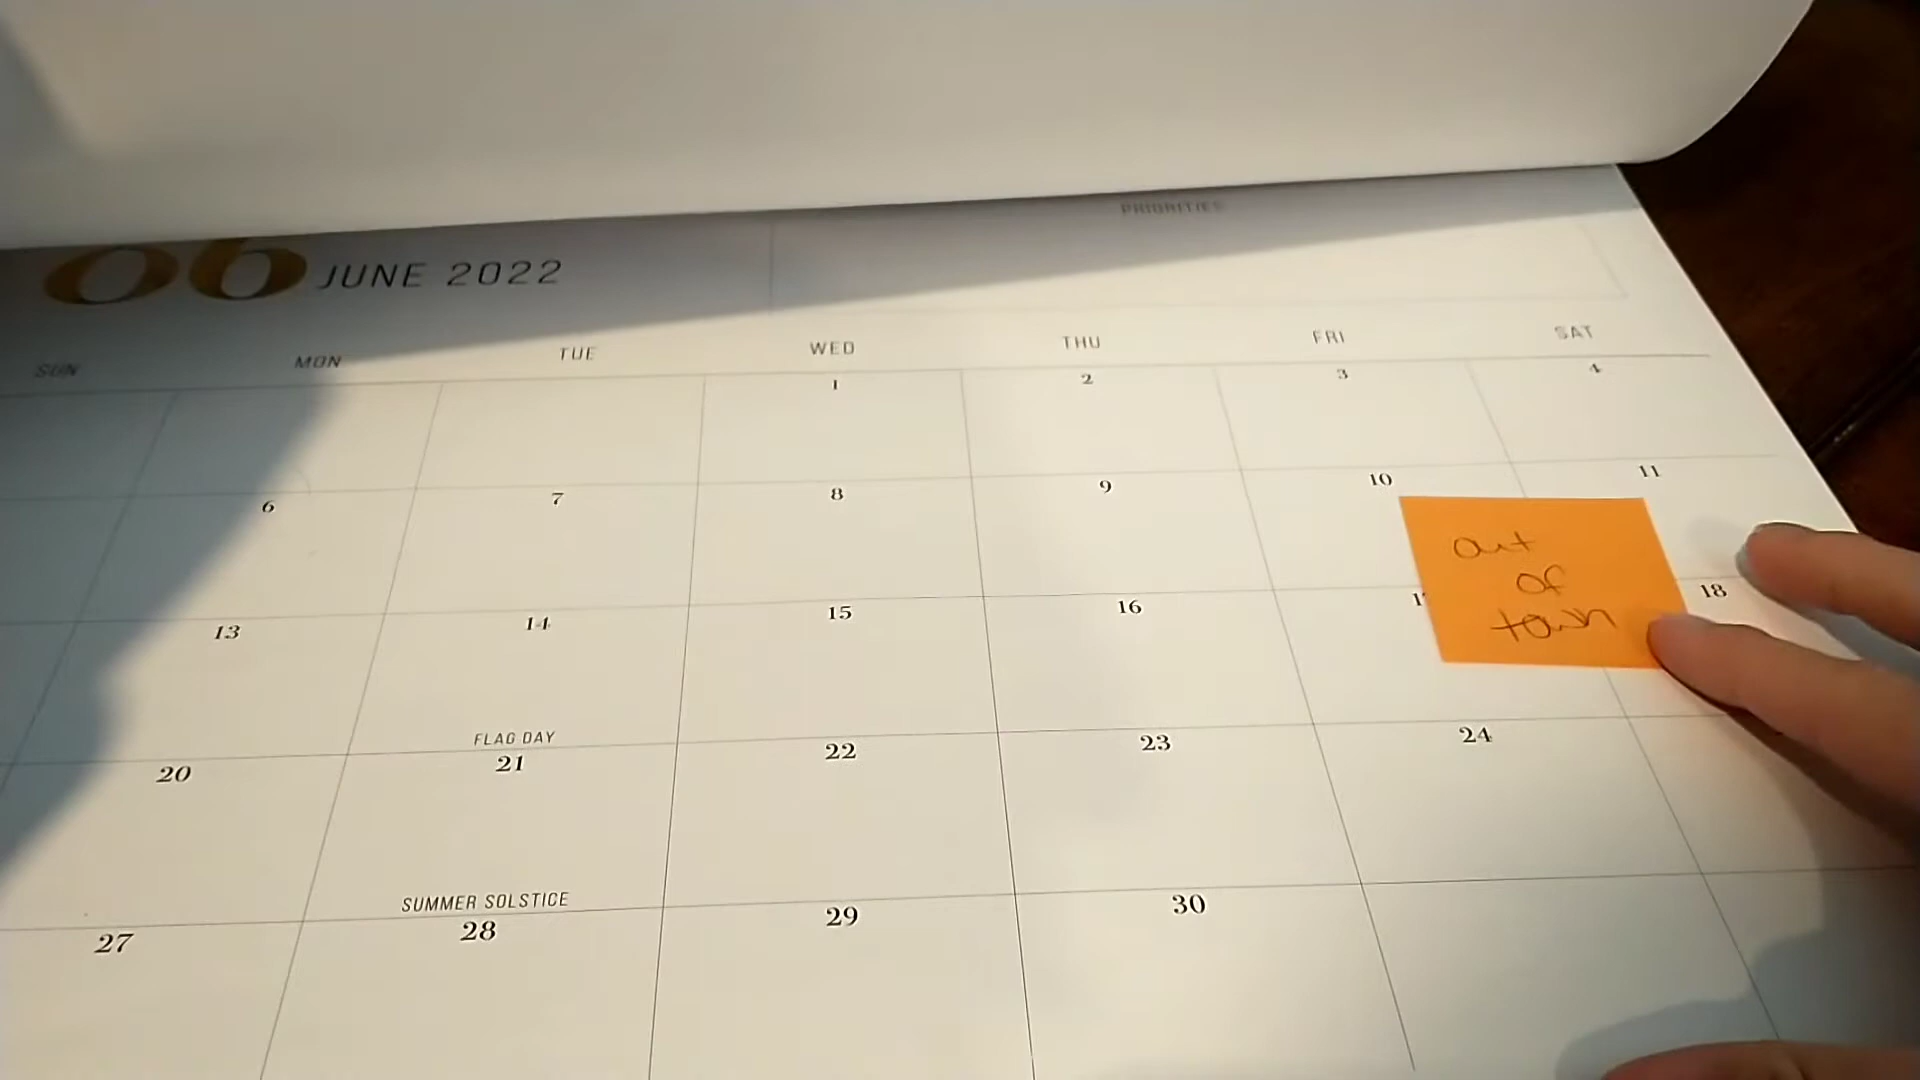 PRIORITIES
06 JUNE 2022
SUN MON TUE WED THU FRI SAT
1 2 3 4
6 7 8 9 10 11
out
of
town
13 14 15 16 18
FLAG DAY
20 21 22 23 24
SUMMER SOLSTICE
27 28 29 30